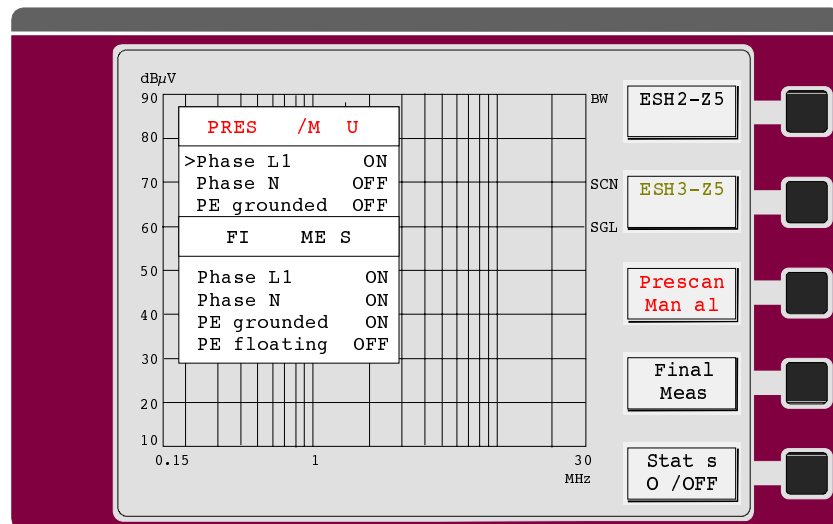 dBµV
90
80
70
60
50
40
30
20
10
0.15
1
30
MHz
PRES /M U
>Phase L1 ON
Phase N OFF
PE grounded OFF
FI ME S
Phase L1 ON
Phase N ON
PE grounded ON
PE floating OFF
BW
SCN
SGL
ESH2-Z5
ESH3-Z5
Prescan
Man al
Final
Meas
Stat s
O /OFF